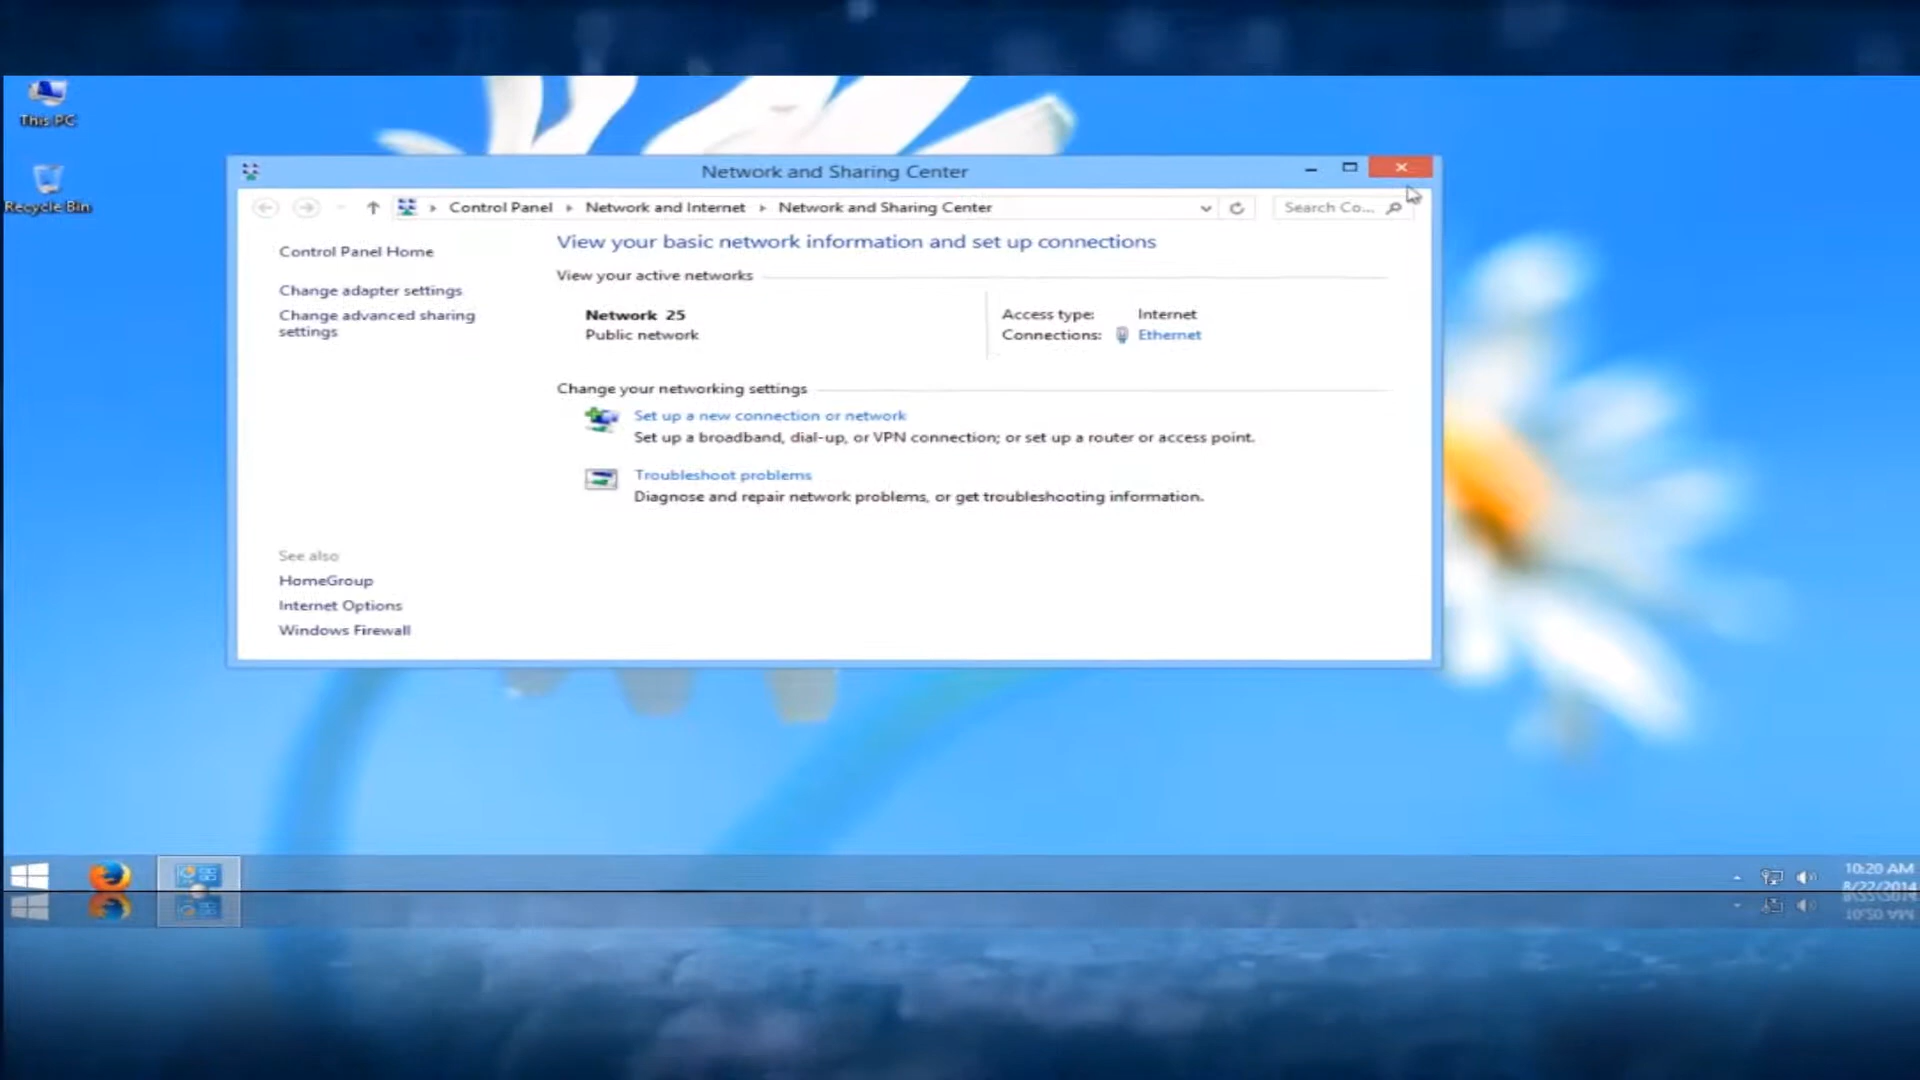 This PC
Recycle Bin
Network and Sharing Center
Control Panel Network and Internet Network and Sharing Center
Search Co...
Control Panel Home
Change adapter settings
Change advanced sharing
settings
See also
HomeGroup
Internet Options
Windows Firewall
View your basic network information and set up connections
View your active networks
Network 25
Public network
Access type: Internet
Connections: Ethernet
Change your networking settings
Set up a new connection or network
Set up a broadband, dial-up, or VPN connection; or set up a router or access point.
Troubleshoot problems
Diagnose and repair network problems, or get troubleshooting information.
10:20 AM
8/22/2014